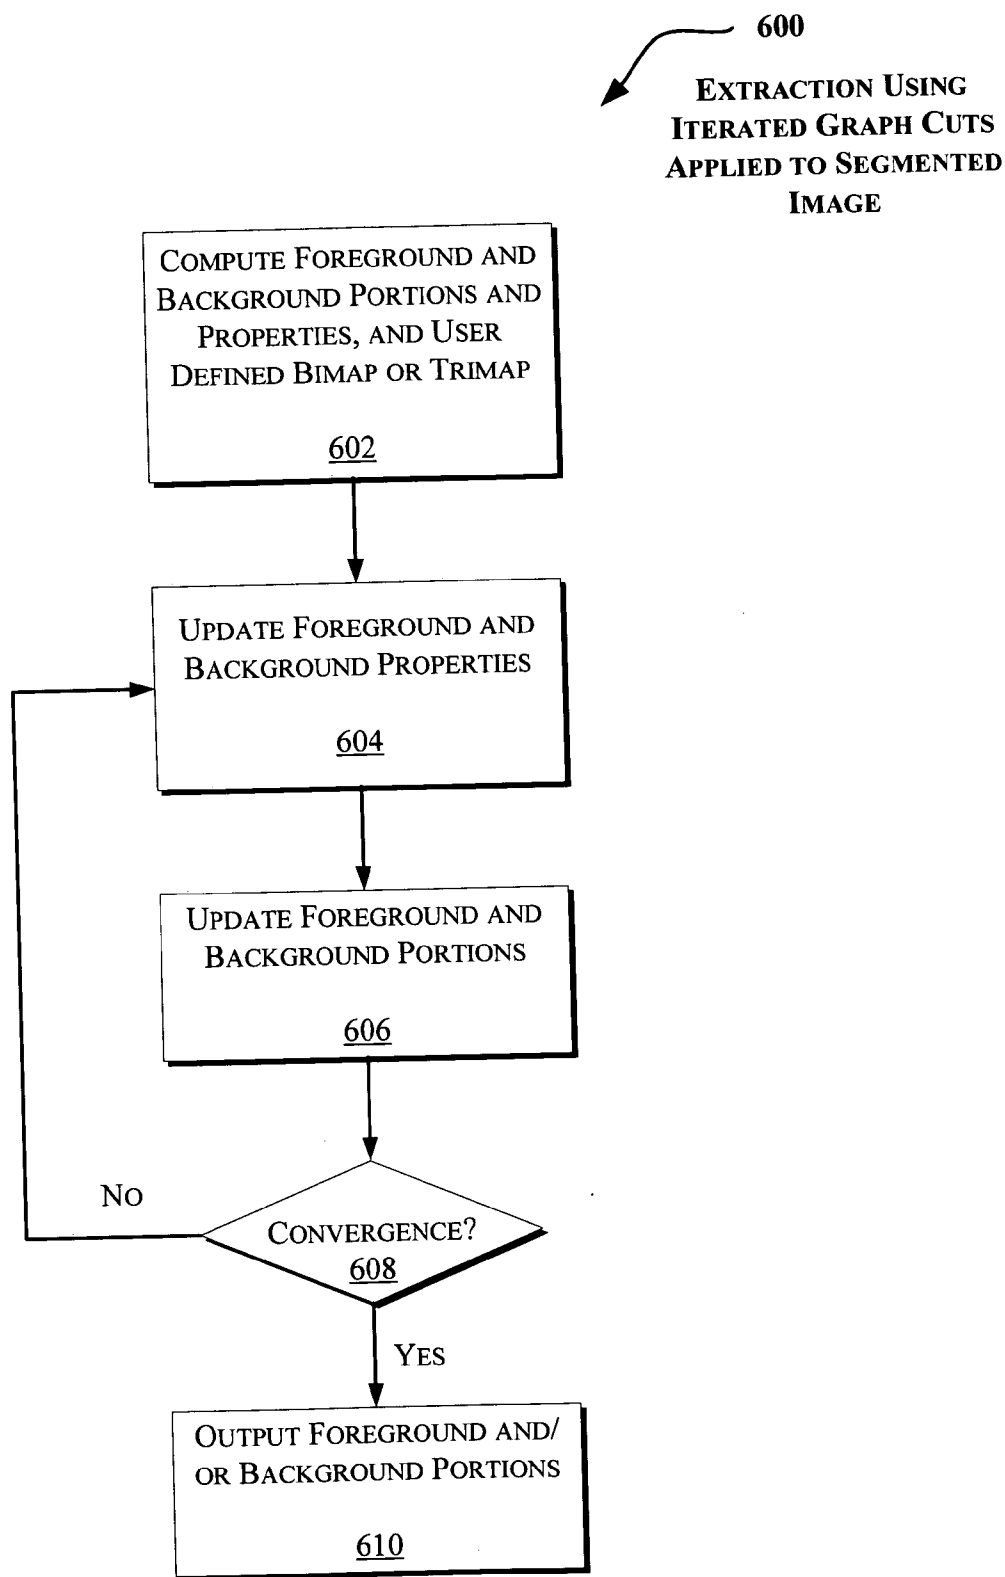 600
EXTRACTION USING
ITERATED GRAPH CUTS
APPLIED TO SEGMENTED
IMAGE
COMPUTE FOREGROUND AND
BACKGROUND PORTIONS AND
PROPERTIES, AND USER
DEFINED BIMAP OR TRIMAP
602
UPDATE FOREGROUND AND
BACKGROUND PROPERTIES
604
UPDATE FOREGROUND AND
BACKGROUND PORTIONS
606
NO
CONVERGENCE?
608
YES
OUTPUT FOREGROUND AND/
OR BACKGROUND PORTIONS
610